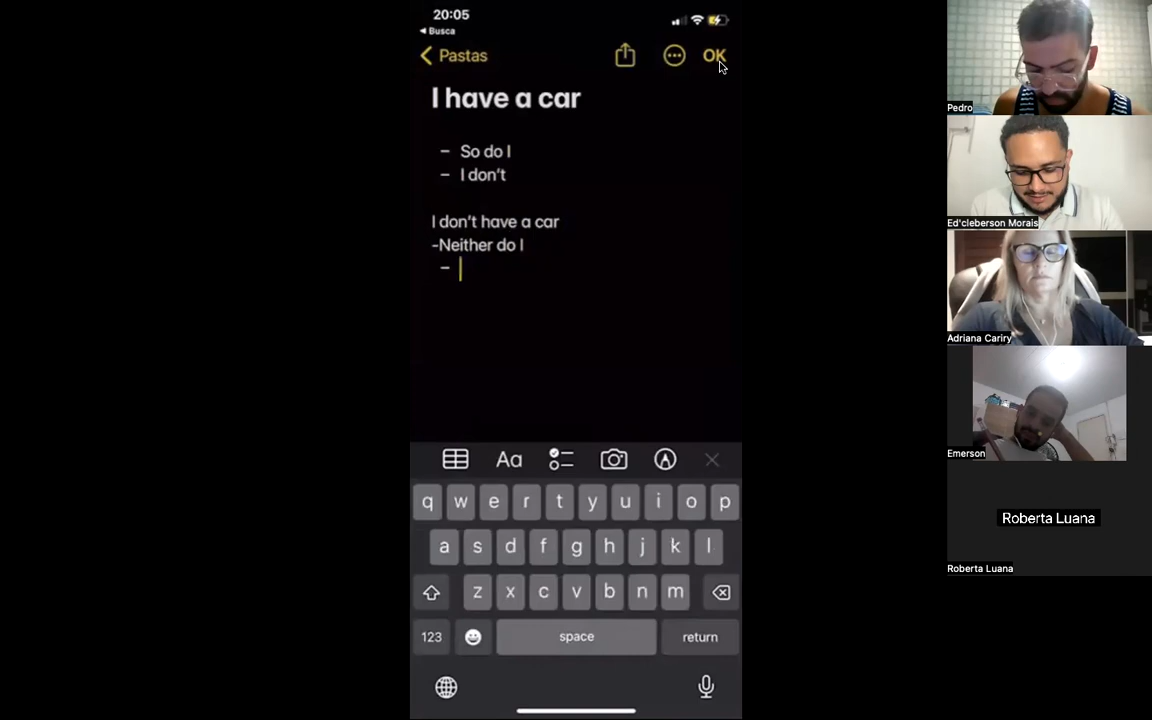 20:05
Busca
Pastas
OK
I have a car
– So do I
– I don't
I don't have a car
-Neither do I
–
q w e r t y u i o p
a s d f g h j k l
z x c v b n m
123 space return
Aa
Pedro
Ed'cleberson Morais
Adriana Cariry
Emerson
Roberta Luana
Roberta Luana